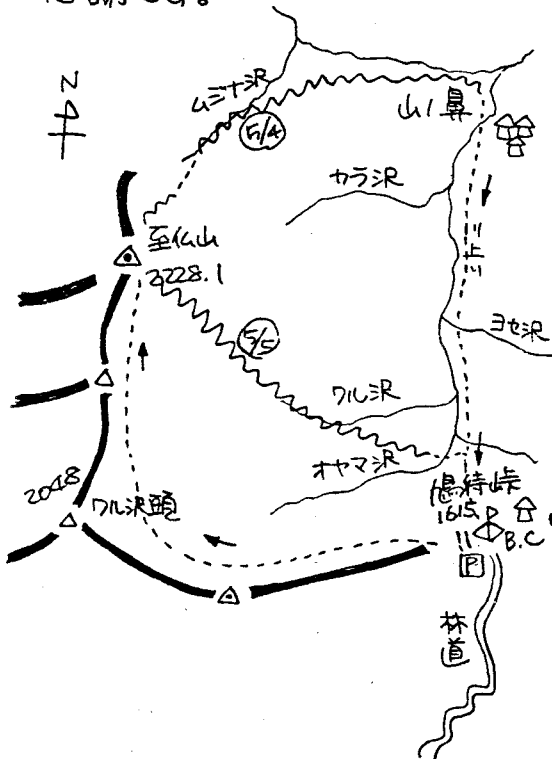 N
ムジナ沢
5/4
山ノ鼻
カラ沢
至仏山
2228.1
川上川
ヨセ沢
5/5
ワル沢
オヤマ沢
鳩待峠
1615
B.C
P
2048
ワル沢頭
林道